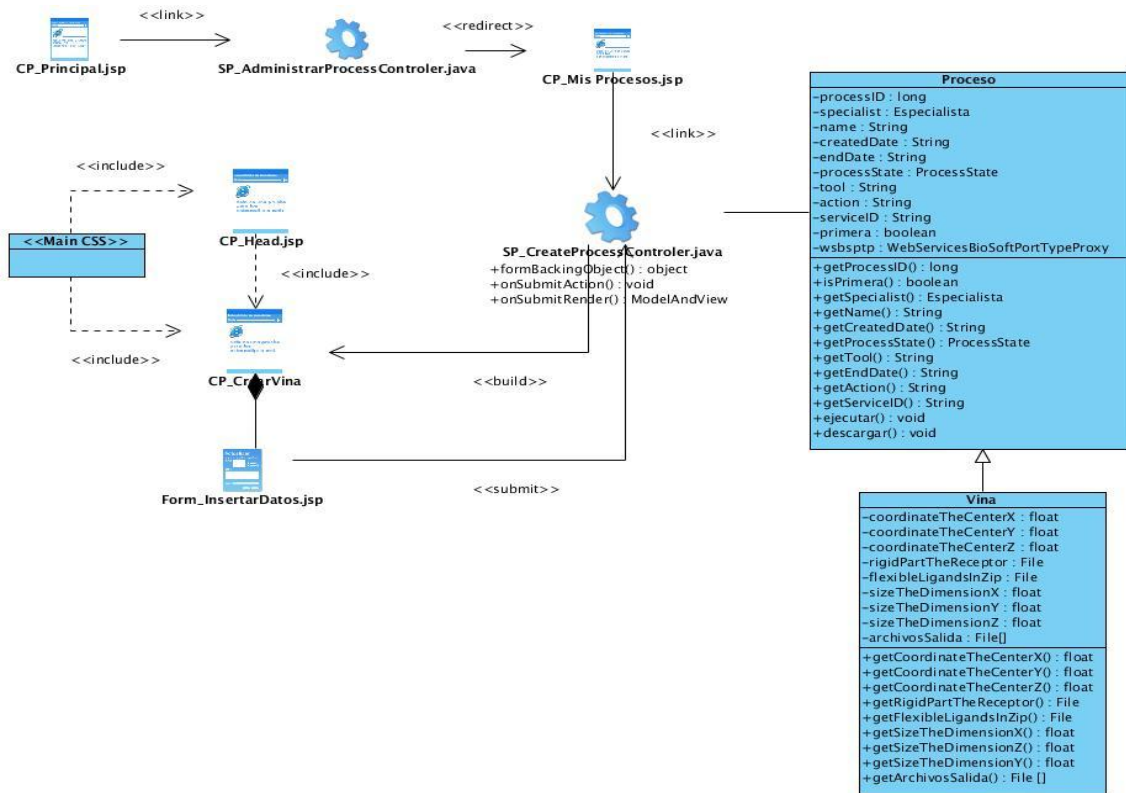 <<link>>
<<redirect>>
CP_Principal.jsp
SP_AdministrarProcessControler.java
CP_Mis Procesos.jsp
<<link>>
<<include>>
CP_Head.jsp
<<Main CSS>>
<<include>>
<<include>>
SP_CreateProcessControler.java
+formBackingObject() : object
+onSubmitAction() : void
+onSubmitRender() : ModelAndView
CP_CrearVina
<<build>>
Form_InsertarDatos.jsp
<<submit>>
Proceso
-processID : long
-specialist : Especialista
-name : String
-createdDate : String
-endDate : String
-processState : ProcessState
-tool : String
-action : String
-serviceID : String
-primera : boolean
-wsbsptp : WebServicesBioSoftPortTypeProxy
+getProcessID() : long
+isPrimera() : boolean
+getSpecialist() : Especialista
+getName() : String
+getCreatedDate() : String
+getProcessState() : ProcessState
+getTool() : String
+getEndDate() : String
+getAction() : String
+getServiceID() : String
+ejecutar() : void
+descargar() : void
Vina
-coordinateTheCenterX : float
-coordinateTheCenterY : float
-coordinateTheCenterZ : float
-rigidPartTheReceptor : File
-flexibleLigandsInZip : File
-sizeTheDimensionX : float
-sizeTheDimensionY : float
-sizeTheDimensionZ : float
-archivosSalida : File[]
+getCoordinateTheCenterX() : float
+getCoordinateTheCenterY() : float
+getCoordinateTheCenterZ() : float
+getRigidPartTheReceptor() : File
+getFlexibleLigandsInZip() : File
+getSizeTheDimensionX() : float
+getSizeTheDimensionZ() : float
+getSizeTheDimensionY() : float
+getArchivosSalida() : File []